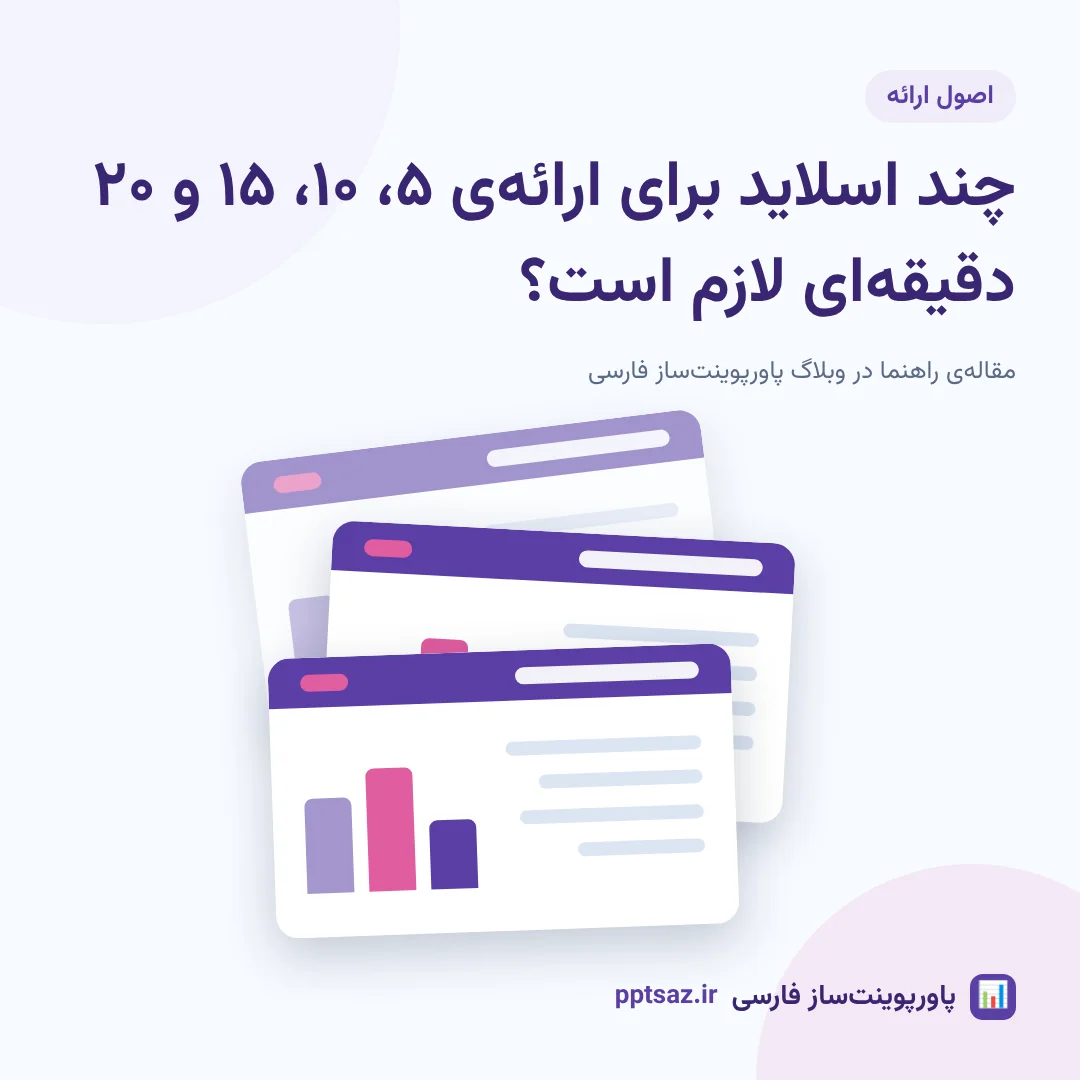 اصول ارائه
چند اسلاید برای ارائه‌ی ۵، ۱۰، ۱۵ و ۲۰
دقیقه‌ای لازم است؟
مقاله‌ی راهنما در وبلاگ پاورپوینت‌ساز فارسی
پاورپوینت‌ساز فارسی pptsaz.ir